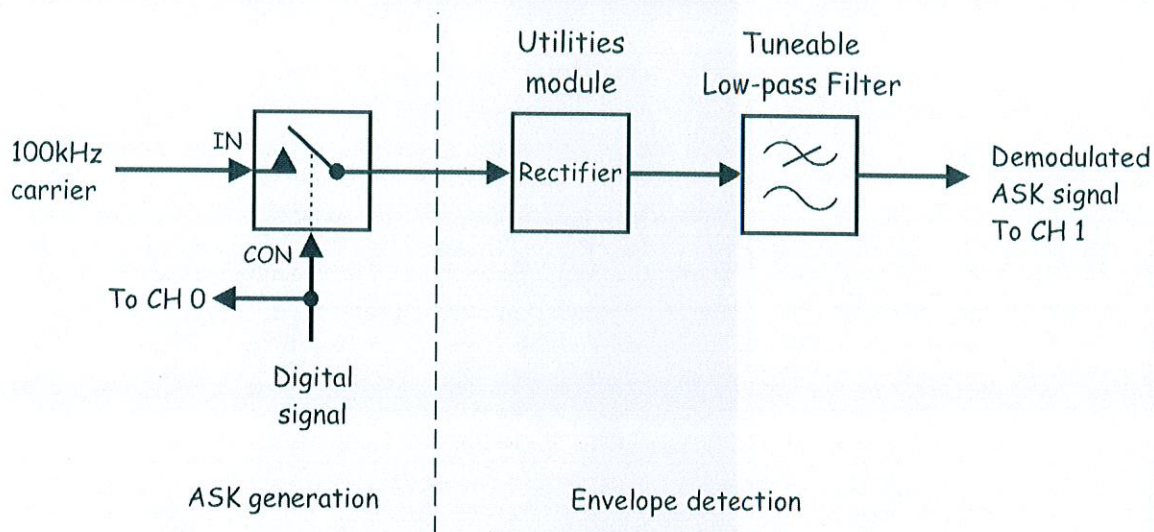 Utilities
module
Tuneable
Low-pass Filter
100kHz
carrier
IN
Rectifier
Demodulated
ASK signal
To CH 1
CON
To CH 0
Digital
signal
ASK generation
Envelope detection